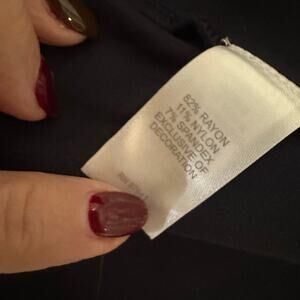 82% RAYON
11% NYLON
7% SPANDEX
EXCLUSIVE OF
DECORATION